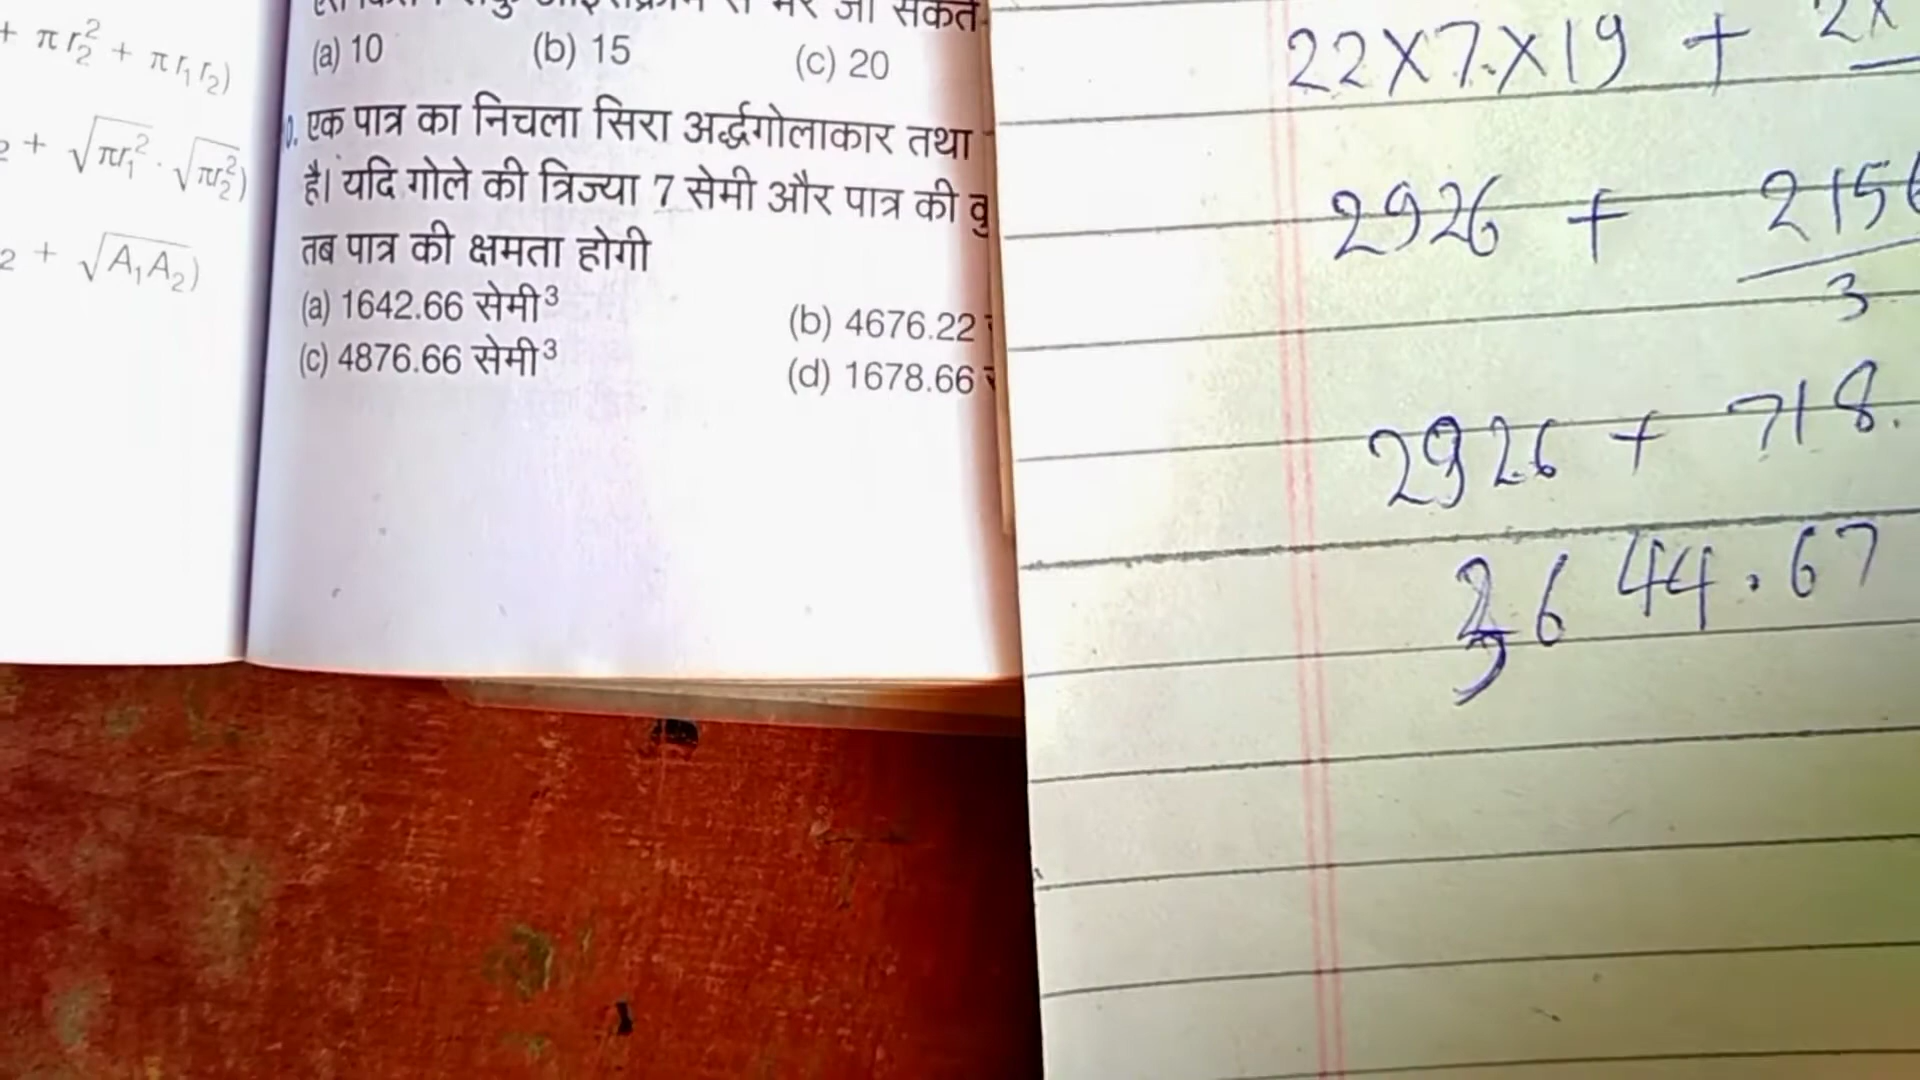 + πr₂² + πr₁r₂)
+ √πr₁² · √πr₂²)
2 + √A₁A₂)
(a) 10 (b) 15 (c) 20
0. एक पात्र का निचला सिरा अर्द्धगोलाकार तथा
है। यदि गोले की त्रिज्या 7 सेमी और पात्र की
तब पात्र की क्षमता होगी
(a) 1642.66 सेमी³ (b) 4676.22
(c) 4876.66 सेमी³ (d) 1678.66
22×7×19 + 2×
2926 + 2156
3
2926 + 718.
3644.67